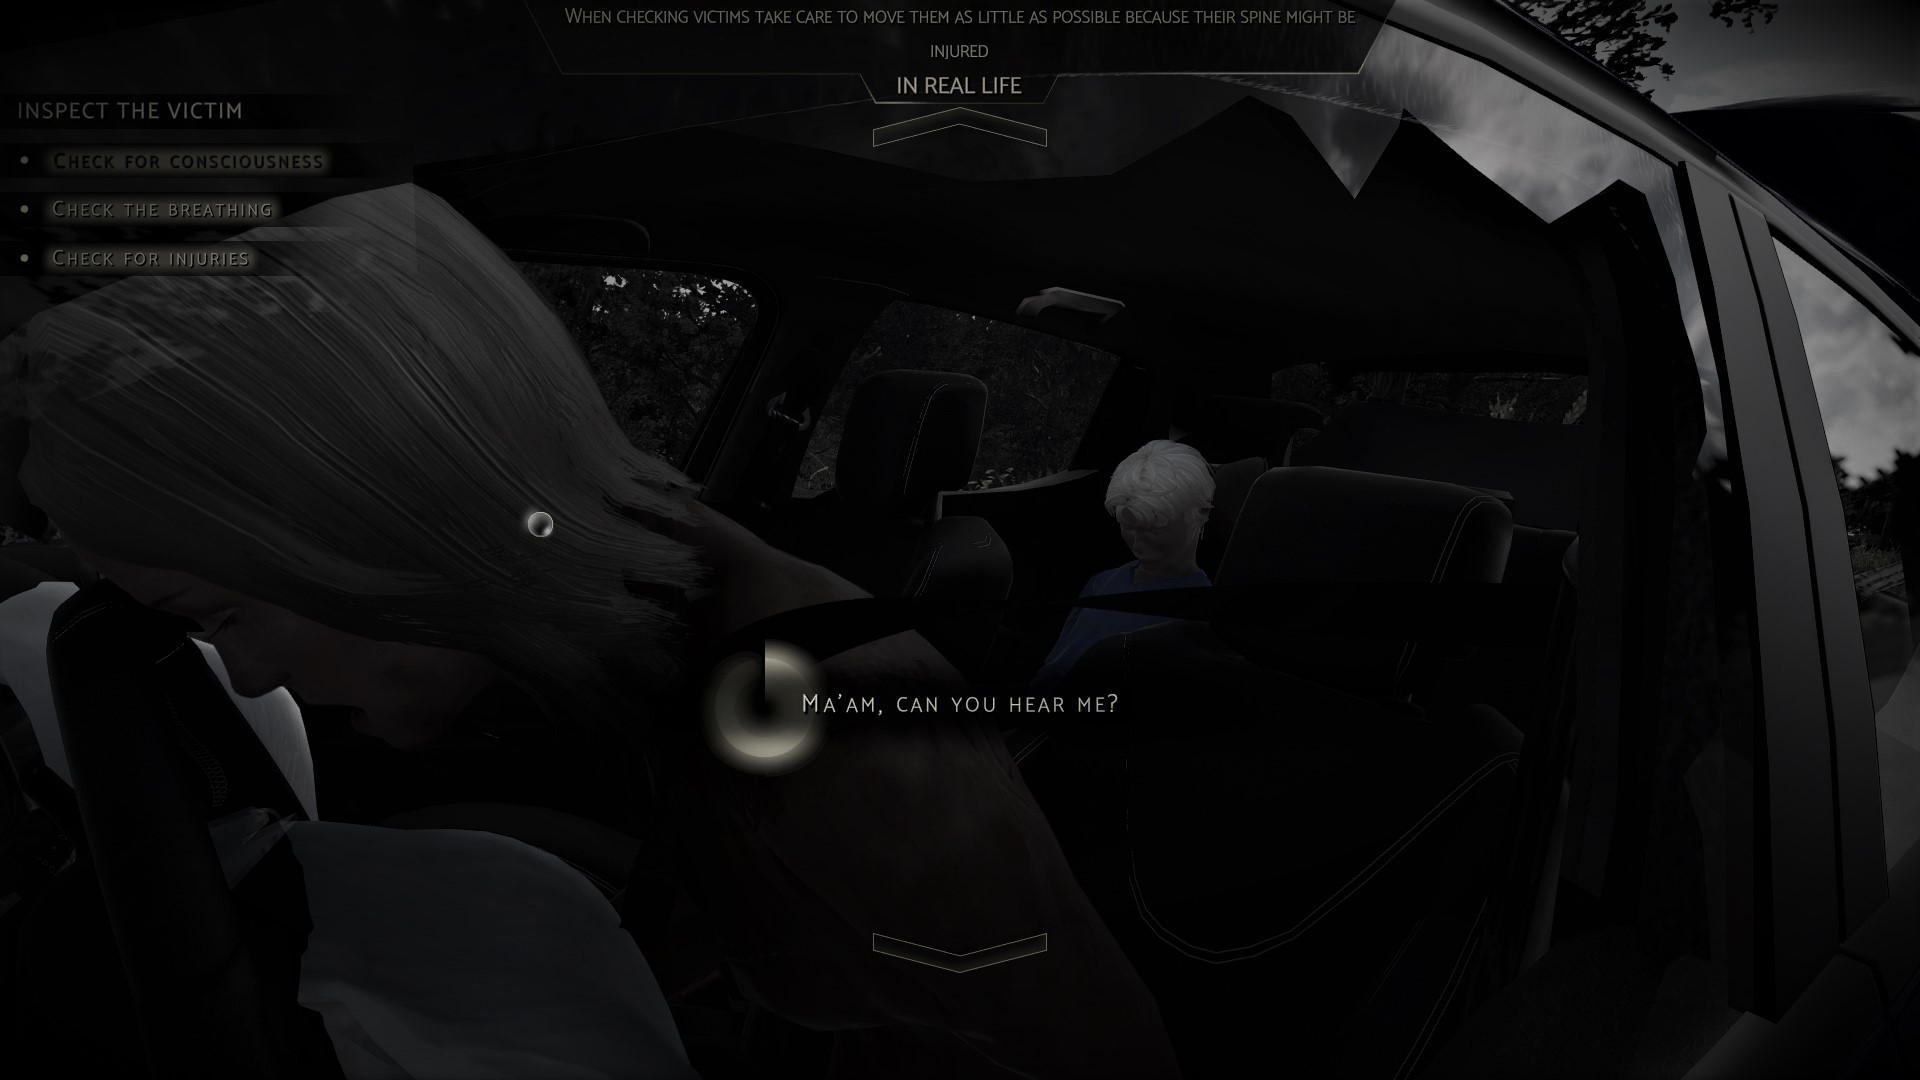 WHEN CHECKING VICTIMS TAKE CARE TO MOVE THEM AS LITTLE AS POSSIBLE BECAUSE THEIR SPINE MIGHT BE
INJURED
IN REAL LIFE
INSPECT THE VICTIM
CHECK FOR CONSCIOUSNESS
CHECK THE BREATHING
CHECK FOR INJURIES
MA'AM, CAN YOU HEAR ME?